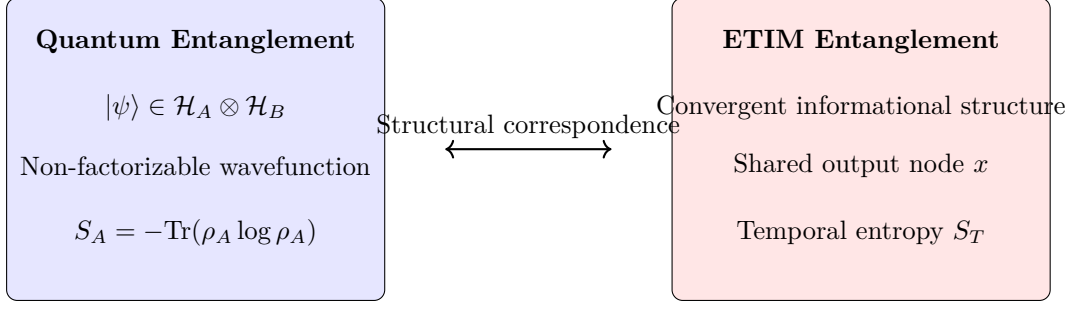 Quantum Entanglement
|ψ⟩ ∈ ℋ_A ⊗ ℋ_B
Non-factorizable wavefunction
S_A = −Tr(ρ_A log ρ_A)
Structural correspondence
ETIM Entanglement
Convergent informational structure
Shared output node x
Temporal entropy S_T